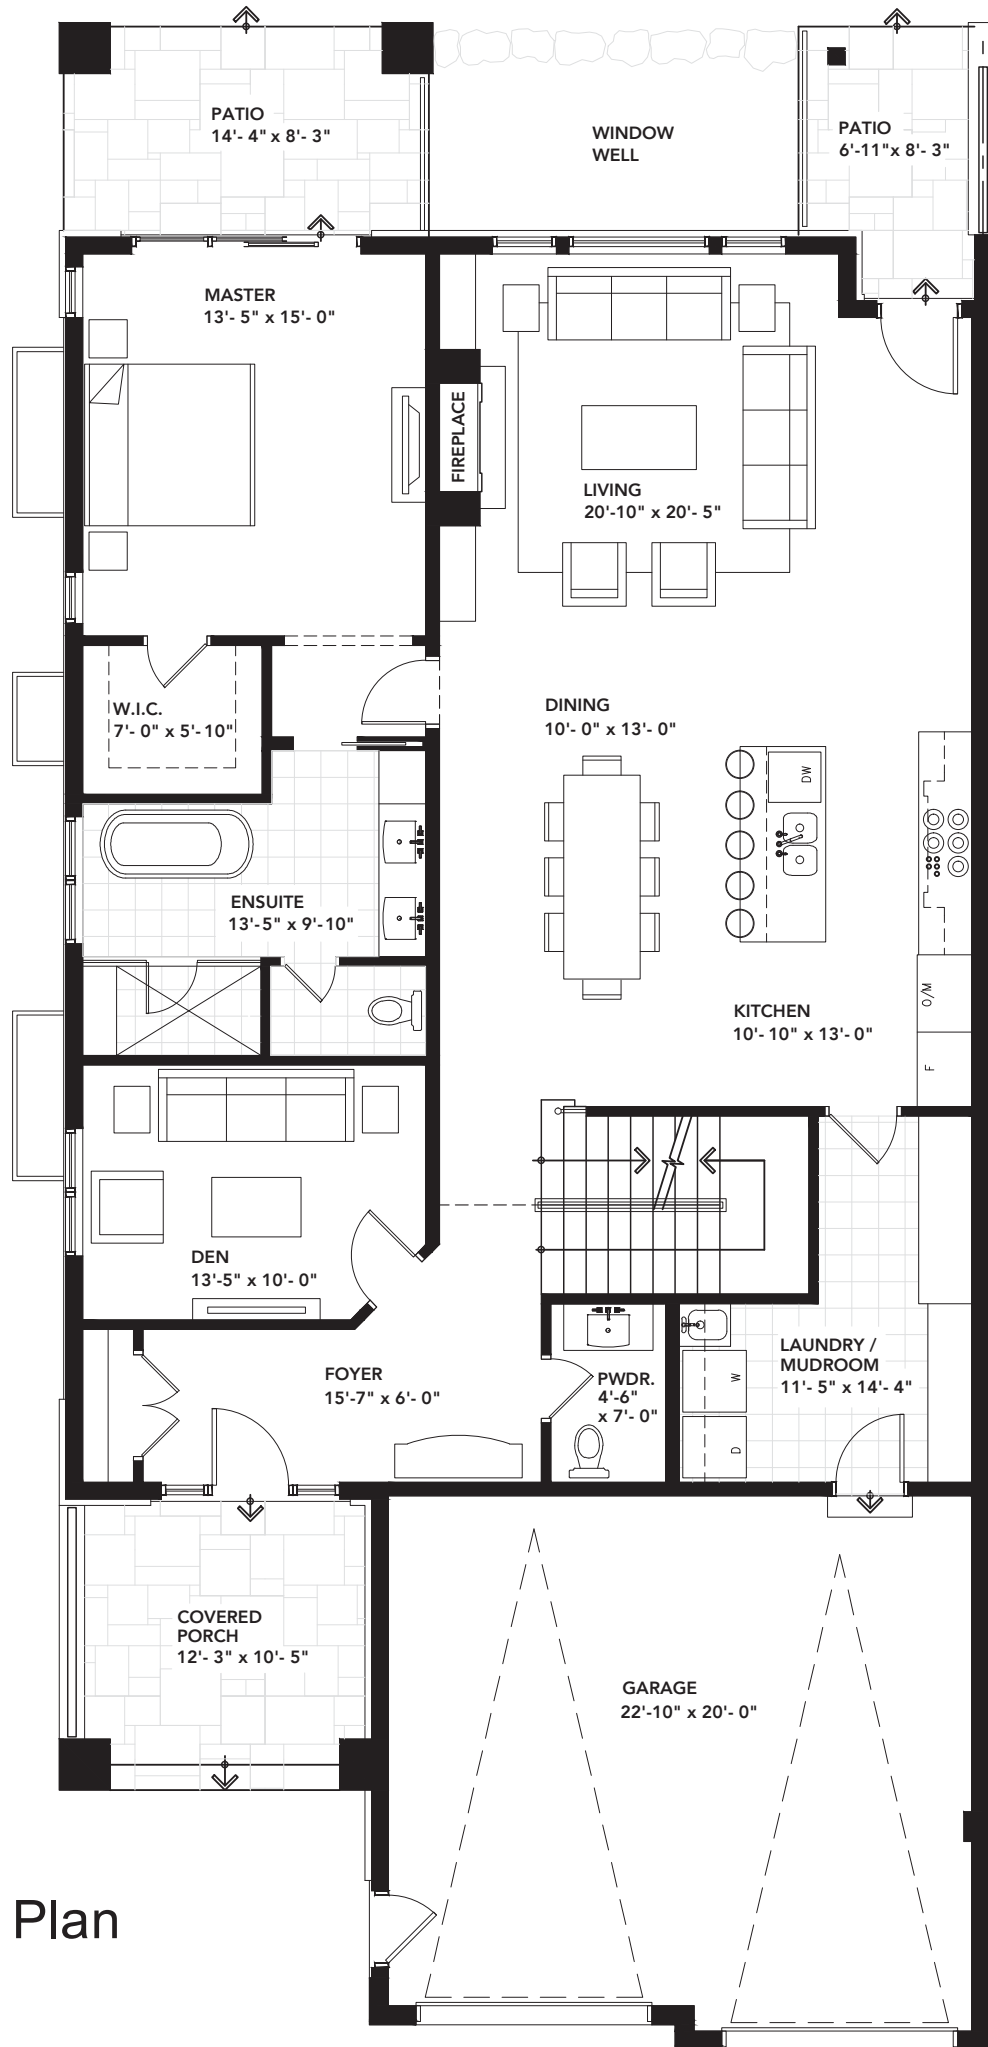 PATIO
14'- 4" x 8'- 3"
WINDOW
WELL
PATIO
6'-11"x 8'- 3"
MASTER
13'- 5" x 15'- 0"
FIREPLACE
LIVING
20'-10" x 20'- 5"
W.I.C.
7'- 0" x 5'- 10"
DINING
10'- 0" x 13'- 0"
DW
ENSUITE
13'-5" x 9'-10"
O/M
KITCHEN
10'- 10" x 13'- 0"
F
DEN
13'-5" x 10'- 0"
FOYER
15'-7" x 6'- 0"
PWDR.
4'-6"
x 7'- 0"
LAUNDRY /
MUDROOM
11'- 5" x 14'- 4"
W
D
COVERED
PORCH
12'- 3" x 10'- 5"
GARAGE
22'-10" x 20'- 0"
Plan